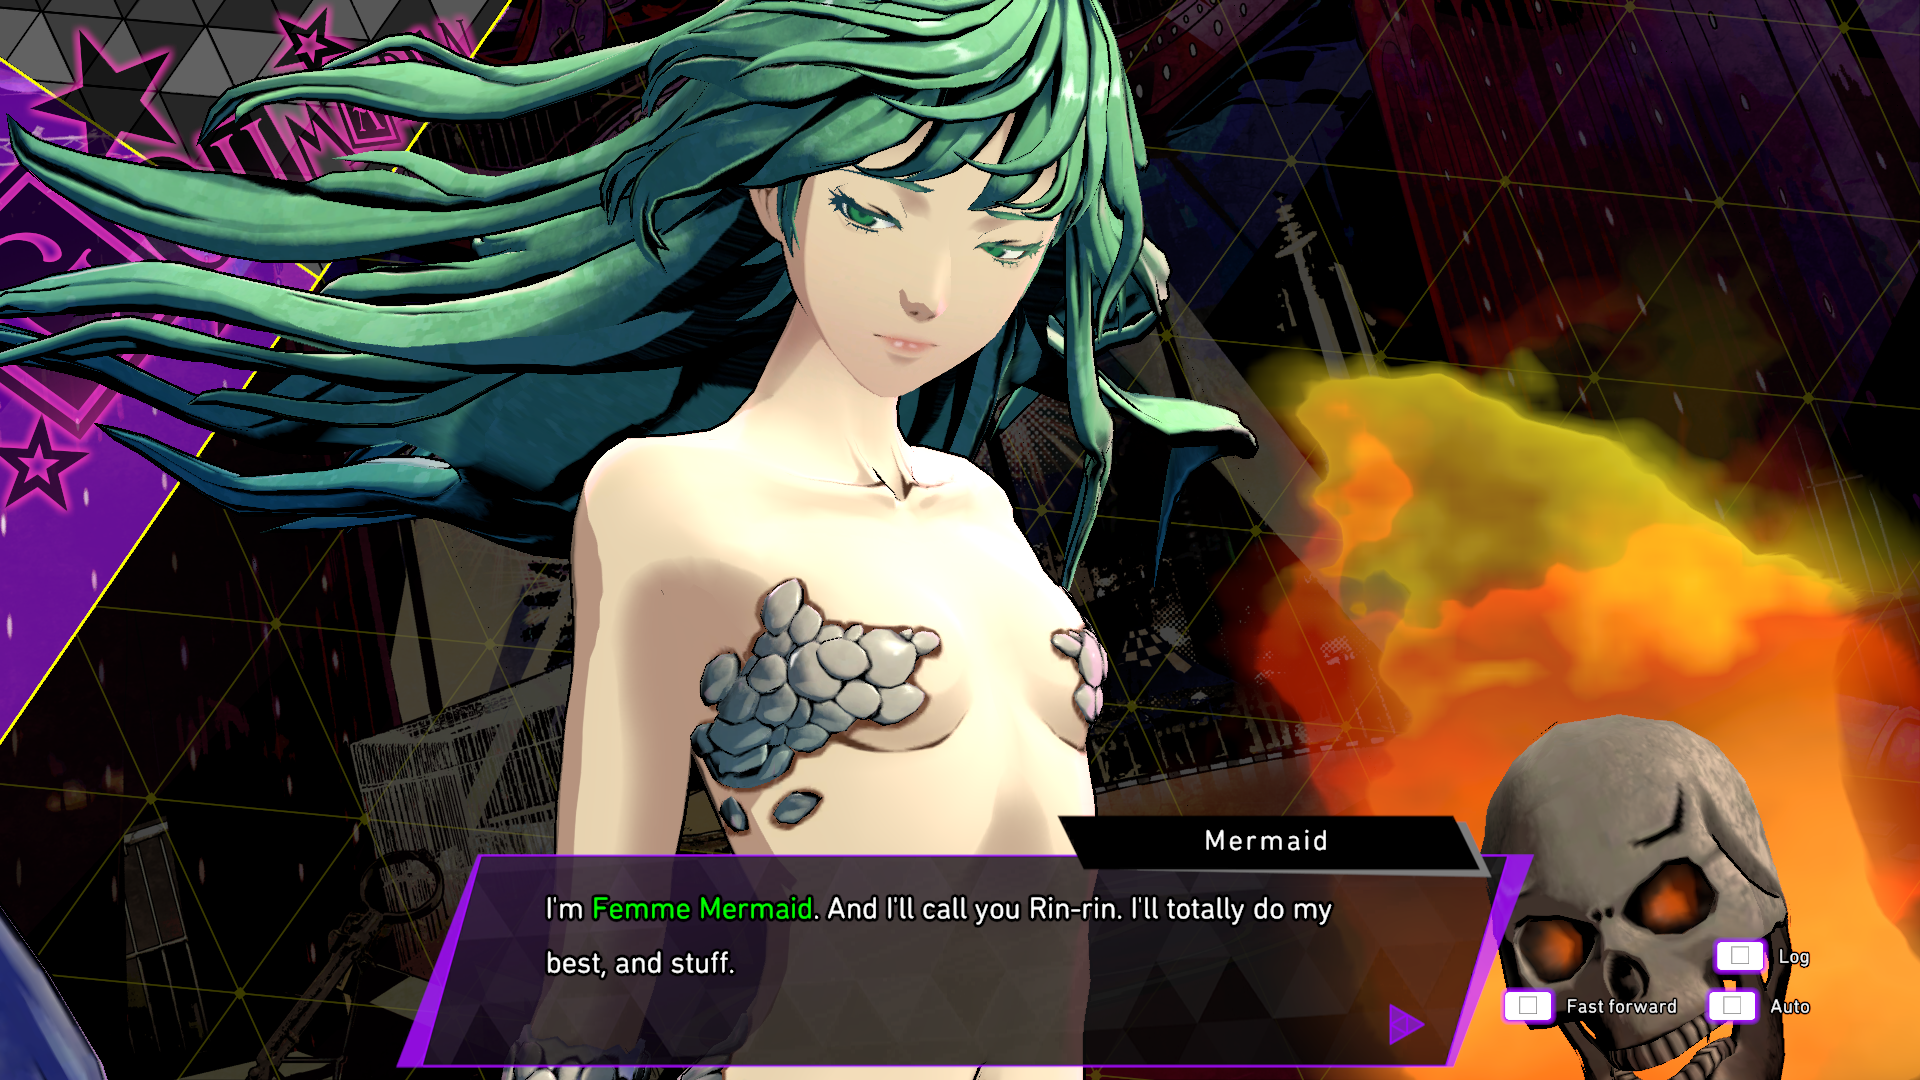 Mermaid
I'm Femme Mermaid. And I'll call you Rin-rin. I'll totally do my
best, and stuff.
Log
Fast forward
Auto